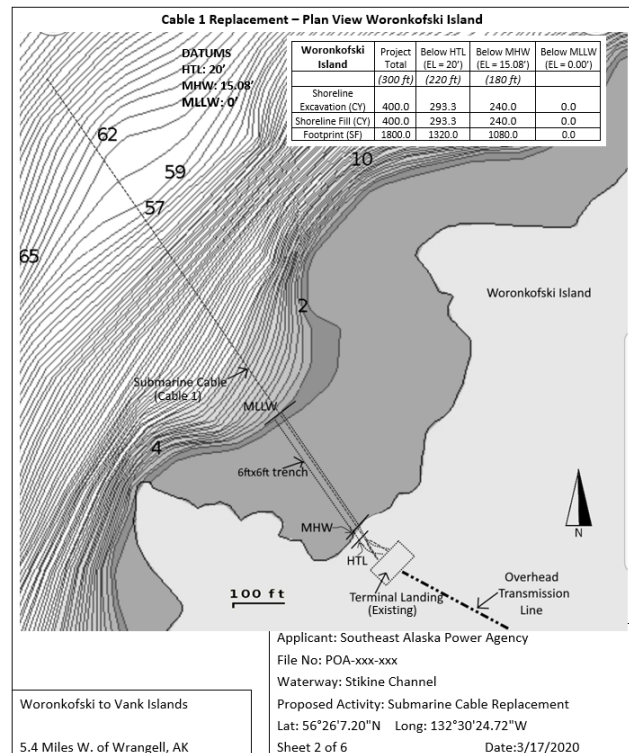 Cable 1 Replacement – Plan View Woronkofski Island
DATUMS
HTL: 20'
MHW: 15.08'
MLLW: 0'
Woronkofski Island Project Total Below HTL (EL = 20') Below MHW (EL = 15.08') Below MLLW (EL = 0.00')
(300 ft) (220 ft) (180 ft)
Shoreline Excavation (CY) 400.0 293.3 240.0 0.0
Shoreline Fill (CY) 400.0 293.3 240.0 0.0
Footprint (SF) 1800.0 1320.0 1080.0 0.0
62
10
59
57
65
Woronkofski Island
2
Submarine Cable
(Cable 1)
MLLW
4
6ftx6ft trench
MHW
HTL
N
100 ft
Terminal Landing
(Existing)
Overhead
Transmission
Line
Applicant: Southeast Alaska Power Agency
File No: POA-xxx-xxx
Waterway: Stikine Channel
Woronkofski to Vank Islands
Proposed Activity: Submarine Cable Replacement
Lat: 56°26'7.20"N Long: 132°30'24.72"W
5.4 Miles W. of Wrangell, AK
Sheet 2 of 6 Date:3/17/2020